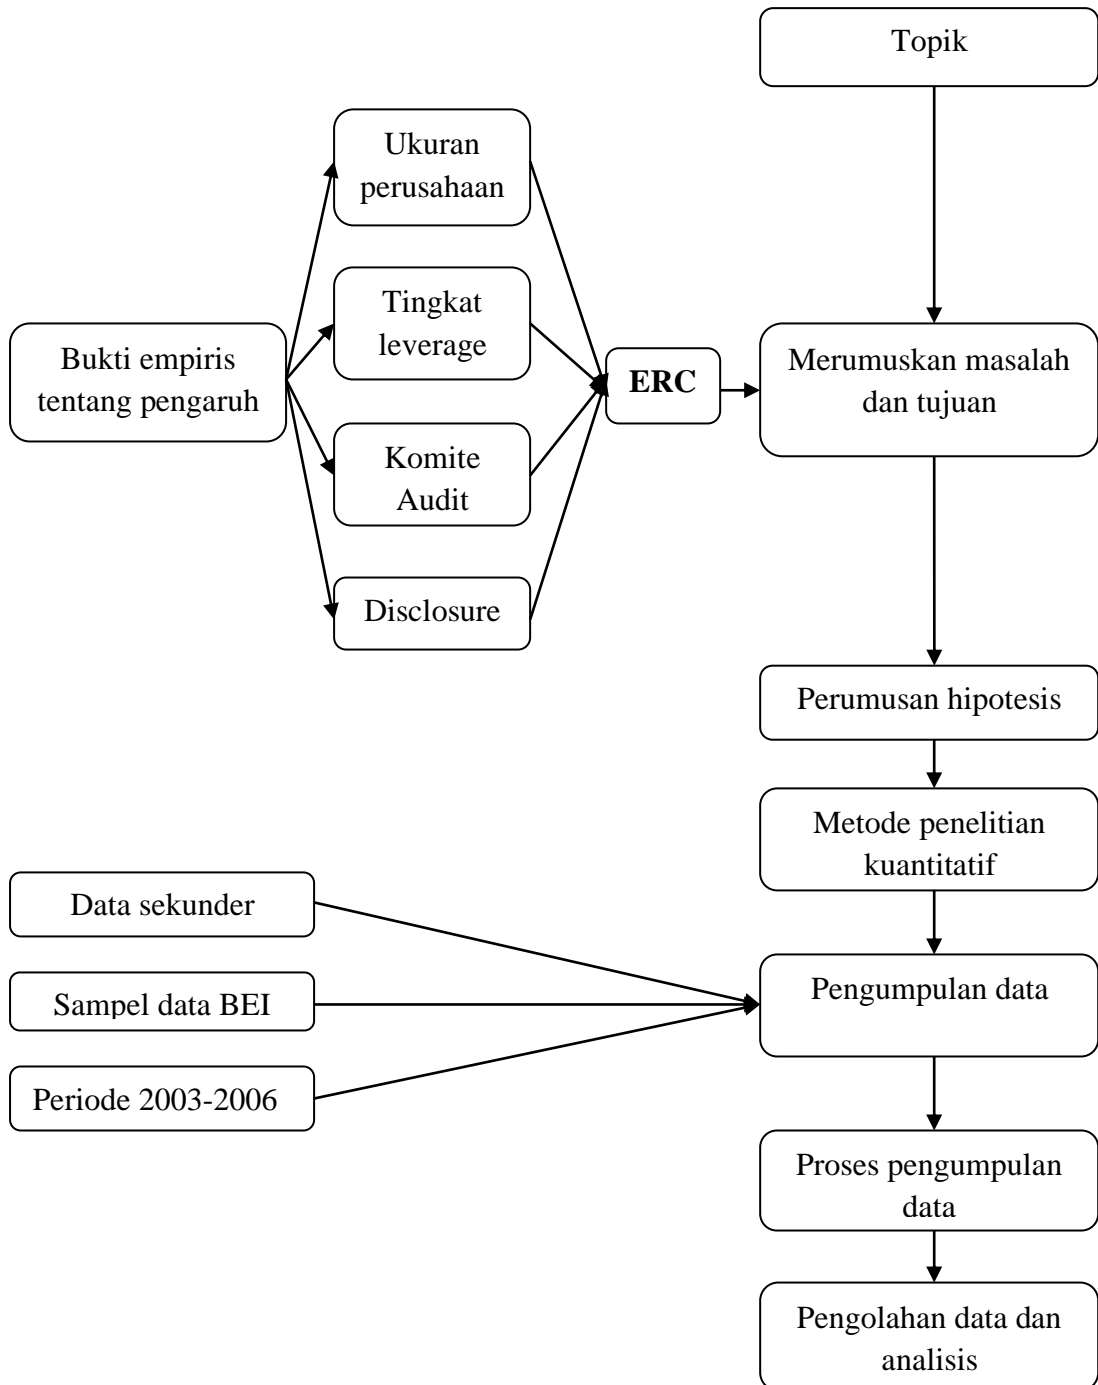 Topik
Ukuran
perusahaan
Tingkat
leverage
Bukti empiris
tentang pengaruh
ERC
Merumuskan masalah
dan tujuan
Komite
Audit
Disclosure
Perumusan hipotesis
Metode penelitian
kuantitatif
Data sekunder
Sampel data BEI
Pengumpulan data
Periode 2003-2006
Proses pengumpulan
data
Pengolahan data dan
analisis